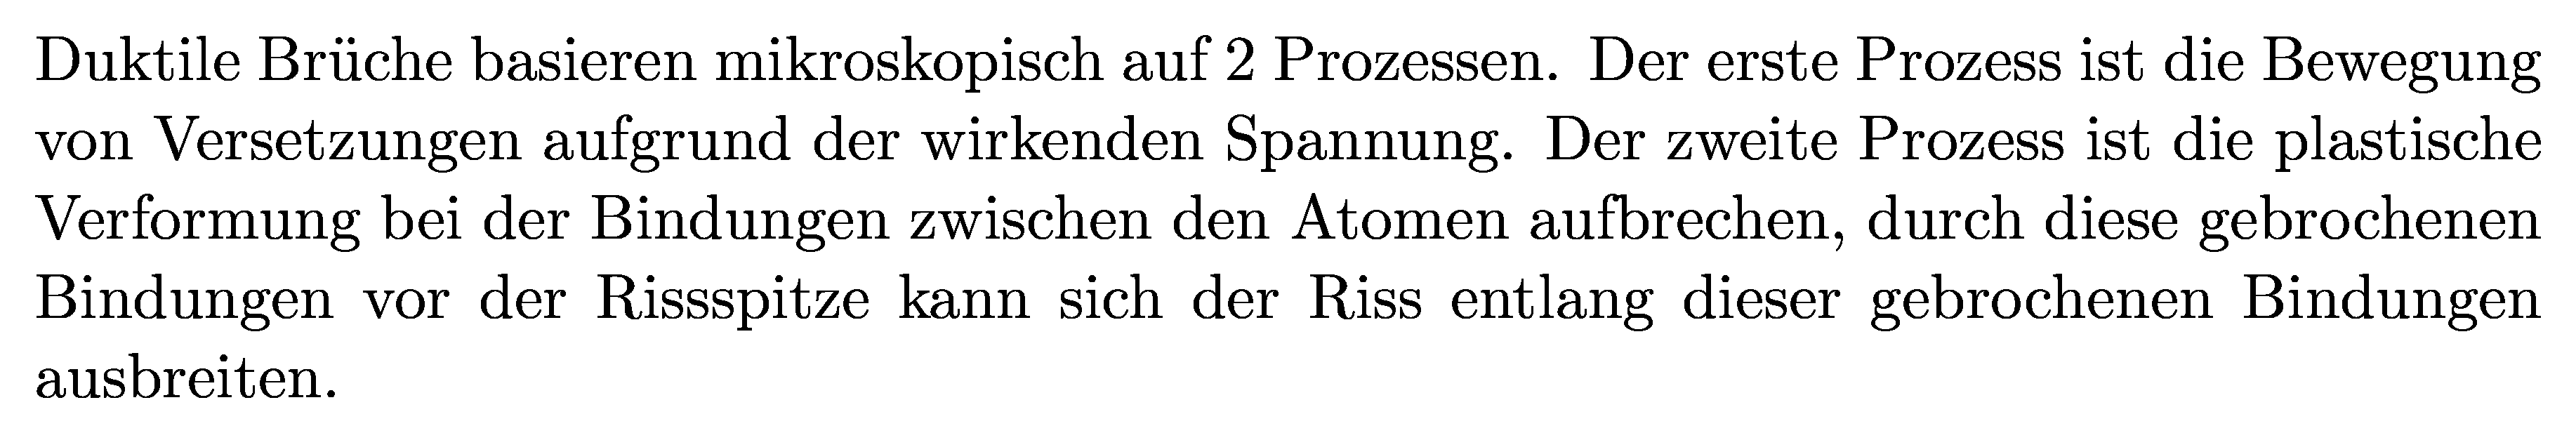 Duktile Brüche basieren mikroskopisch auf 2 Prozessen. Der erste Prozess ist die Bewegung
von Versetzungen aufgrund der wirkenden Spannung. Der zweite Prozess ist die plastische
Verformung bei der Bindungen zwischen den Atomen aufbrechen, durch diese gebrochenen
Bindungen vor der Rissspitze kann sich der Riss entlang dieser gebrochenen Bindungen
ausbreiten.